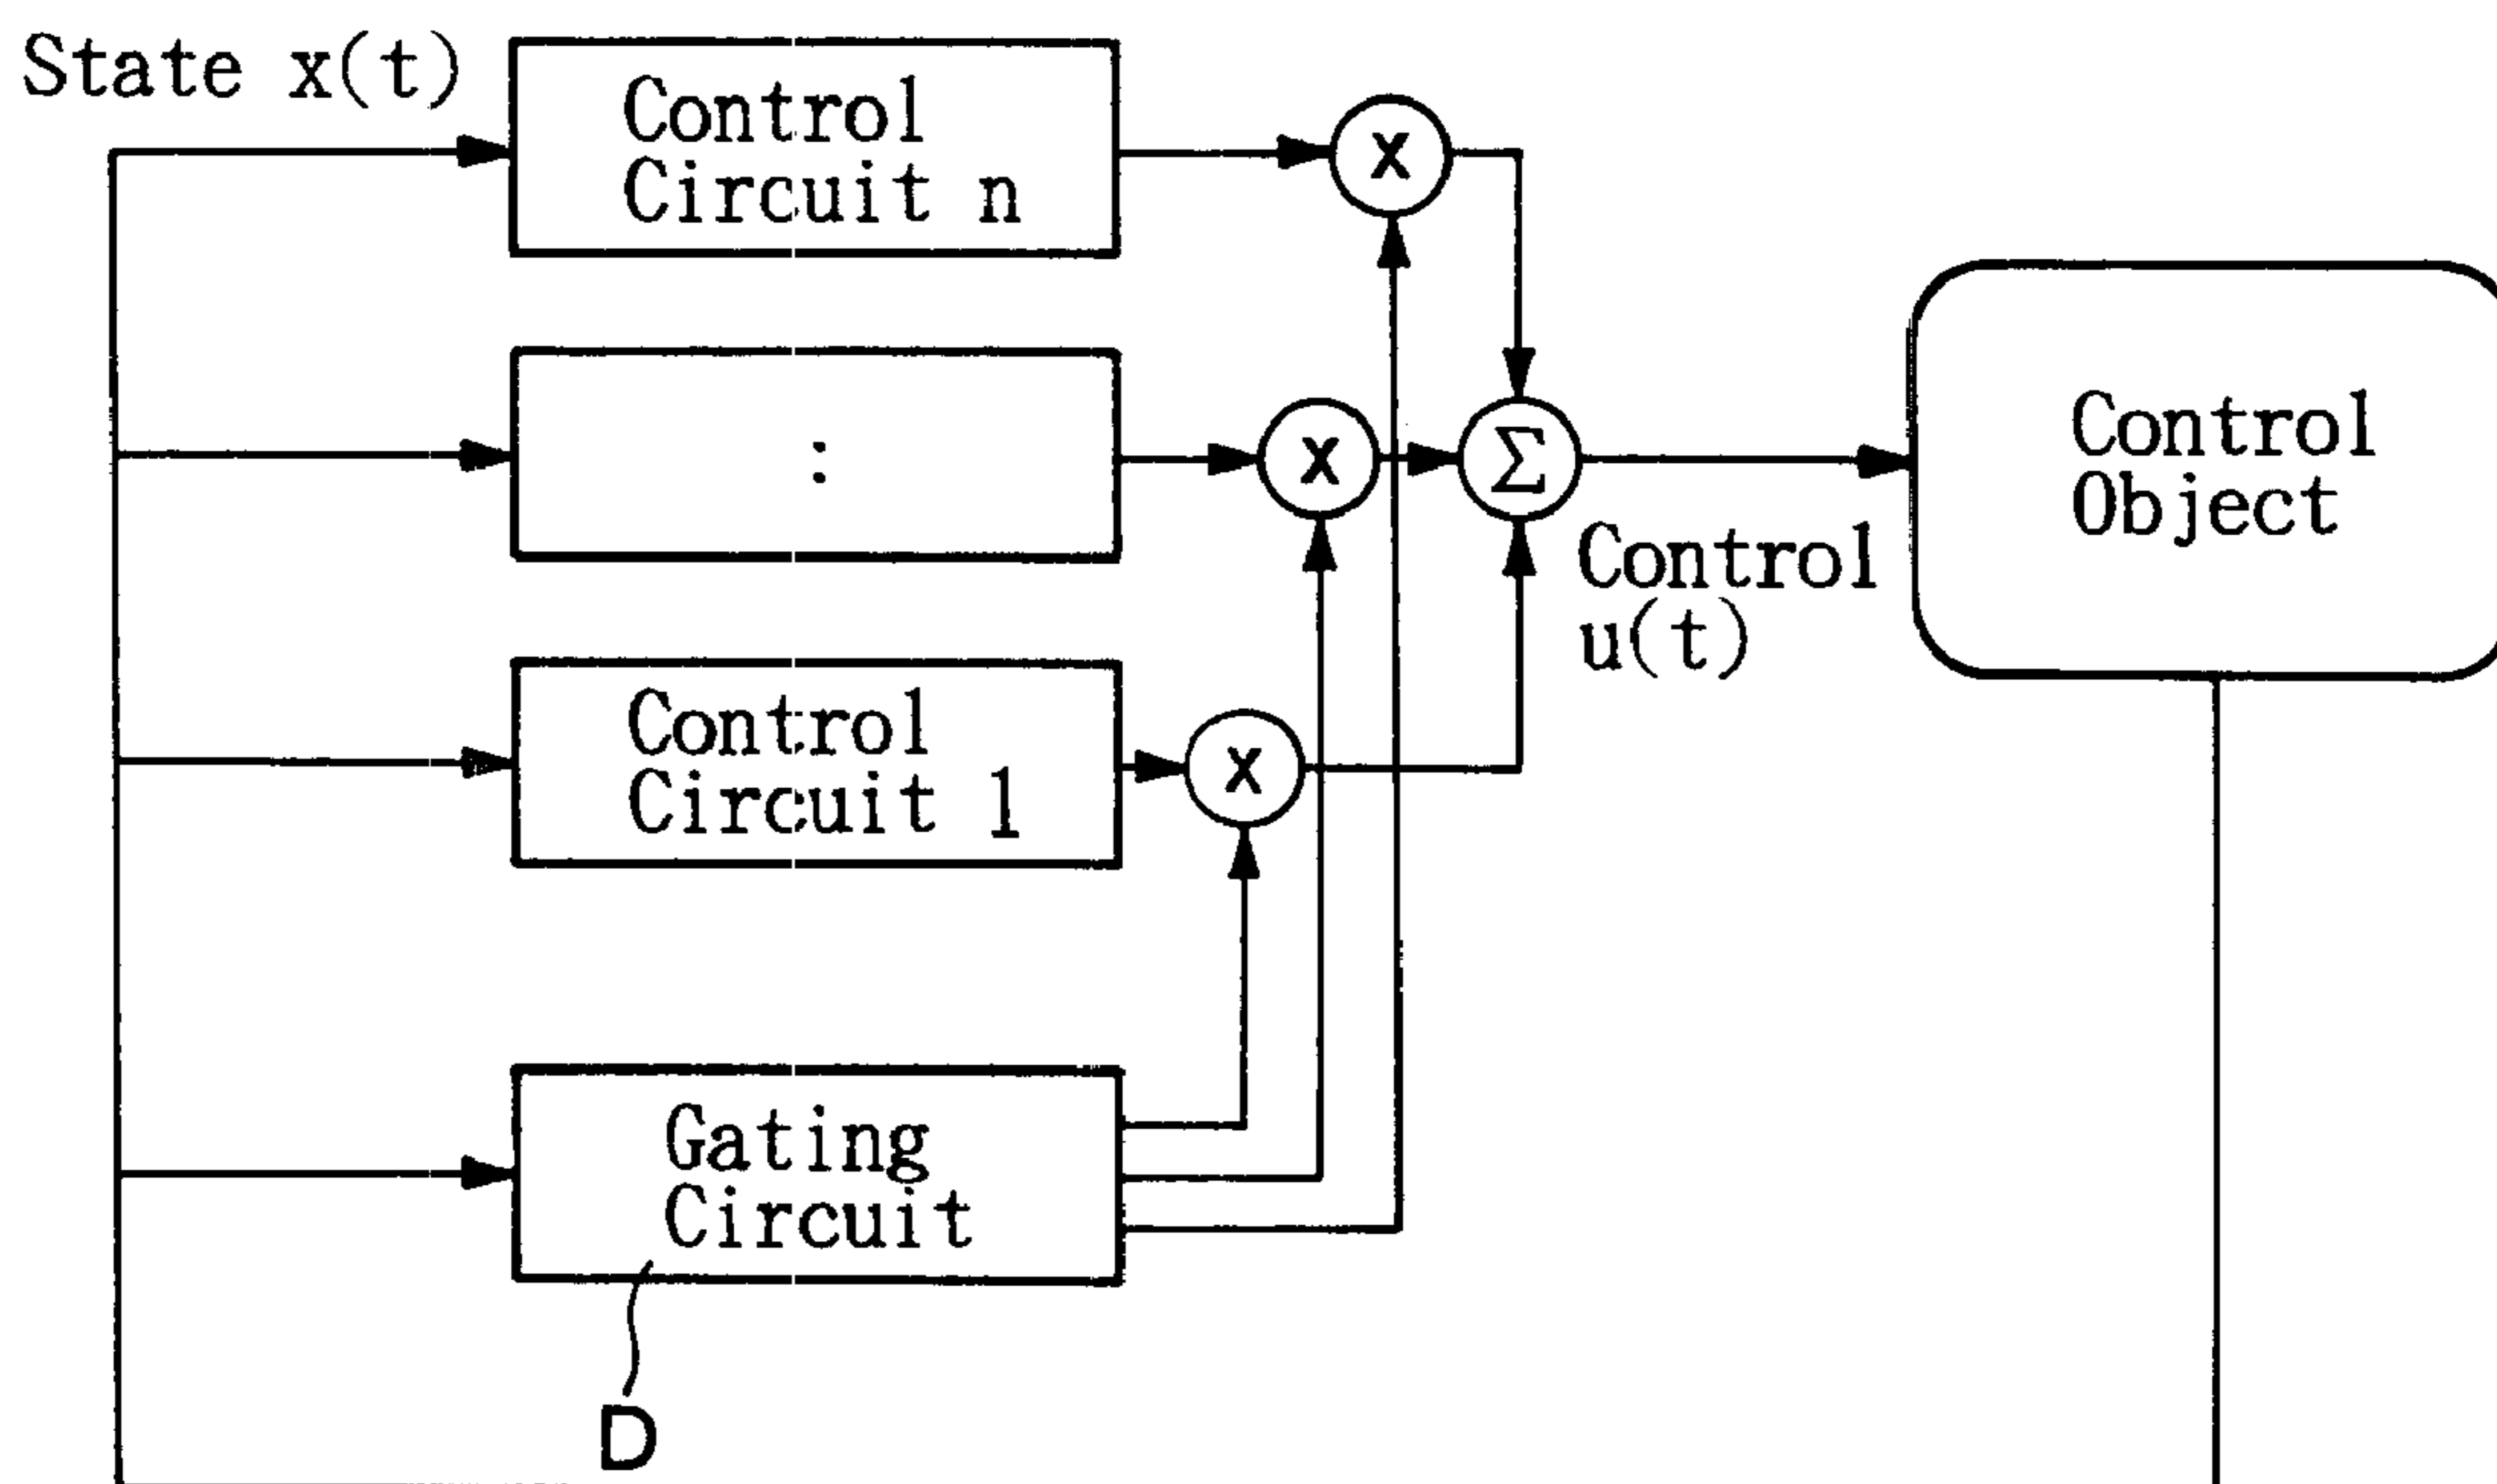 State x(t)
Control
Circuit n
x
:
x
Σ
Control
Object
Control
u(t)
Control
Circuit 1
x
Gating
Circuit
D